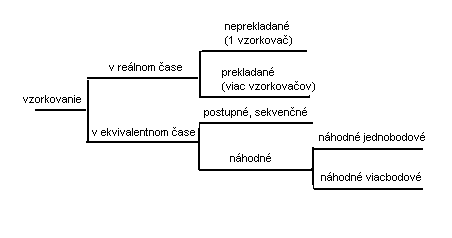 neprekladané
(1 vzorkovač)
v reálnom čase
prekladané
(viac vzorkovačov)
vzorkovanie
postupné, sekvenčné
v ekvivalentnom čase
náhodné jednobodové
náhodné
náhodné viacbodové